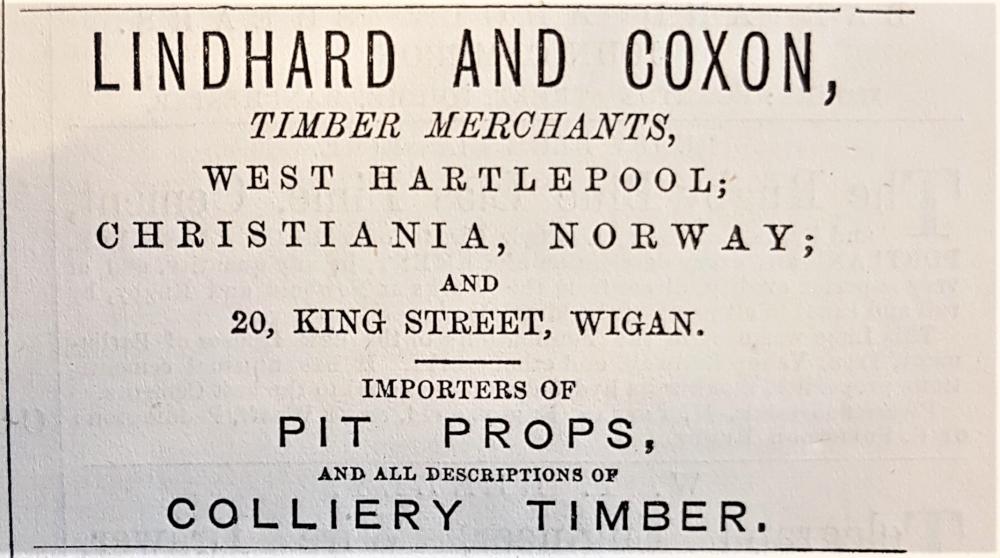 LINDHARD AND COXON,
TIMBER MERCHANTS,
WEST HARTLEPOOL;
CHRISTIANIA, NORWAY;
AND
20, KING STREET, WIGAN.
IMPORTERS OF
PIT PROPS,
AND ALL DESCRIPTIONS OF
COLLIERY TIMBER.